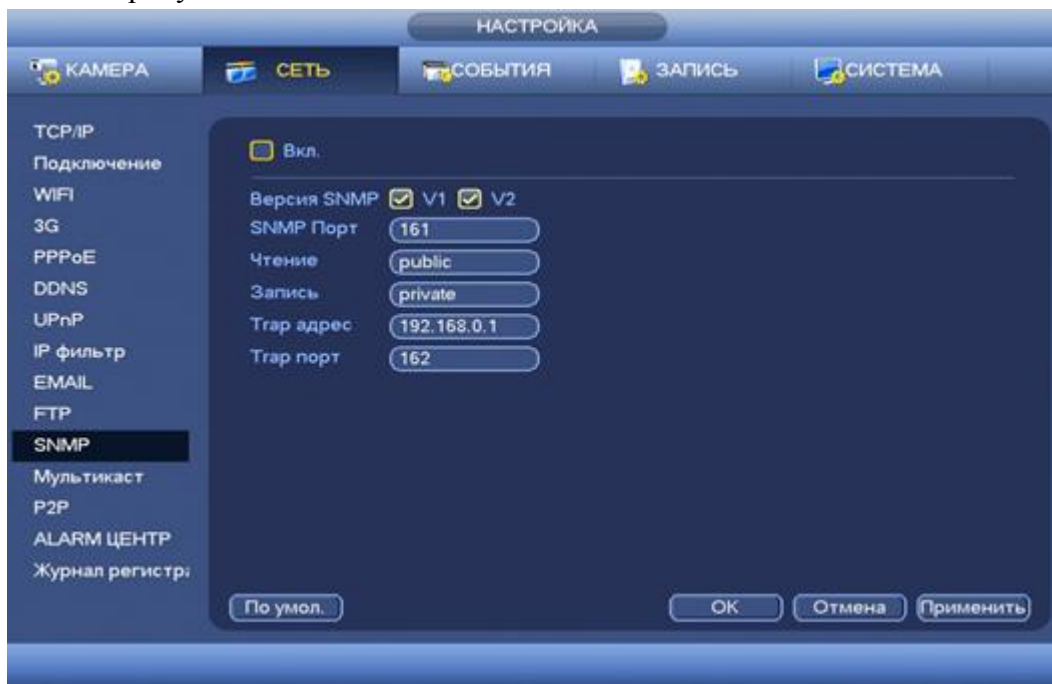 НАСТРОЙКА
КАМЕРА СЕТЬ СОБЫТИЯ ЗАПИСЬ СИСТЕМА
TCP/IP
Подключение
WIFI
3G
PPPoE
DDNS
UPnP
IP фильтр
EMAIL
FTP
SNMP
Мультикаст
P2P
ALARM ЦЕНТР
Журнал регистра
Вкл.
Версия SNMP V1 V2
SNMP Порт 161
Чтение public
Запись private
Trap адрес 192.168.0.1
Trap порт 162
По умол. OK Отмена Применить